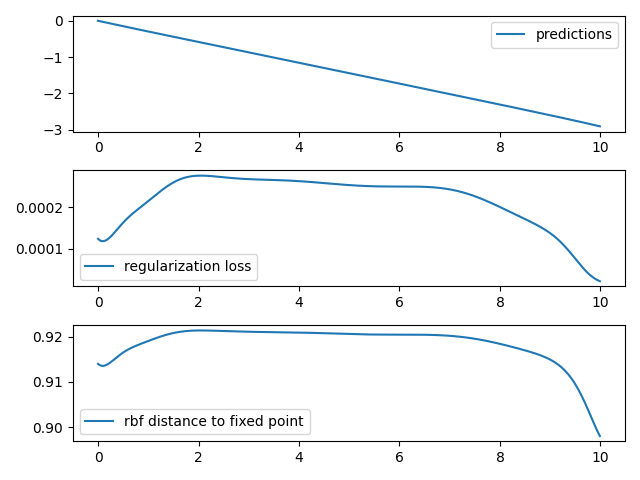 0
−1
−2
−3
predictions
0 2 4 6 8 10
0.0002
0.0001
regularization loss
0 2 4 6 8 10
0.92
0.91
0.90
rbf distance to fixed point
0 2 4 6 8 10